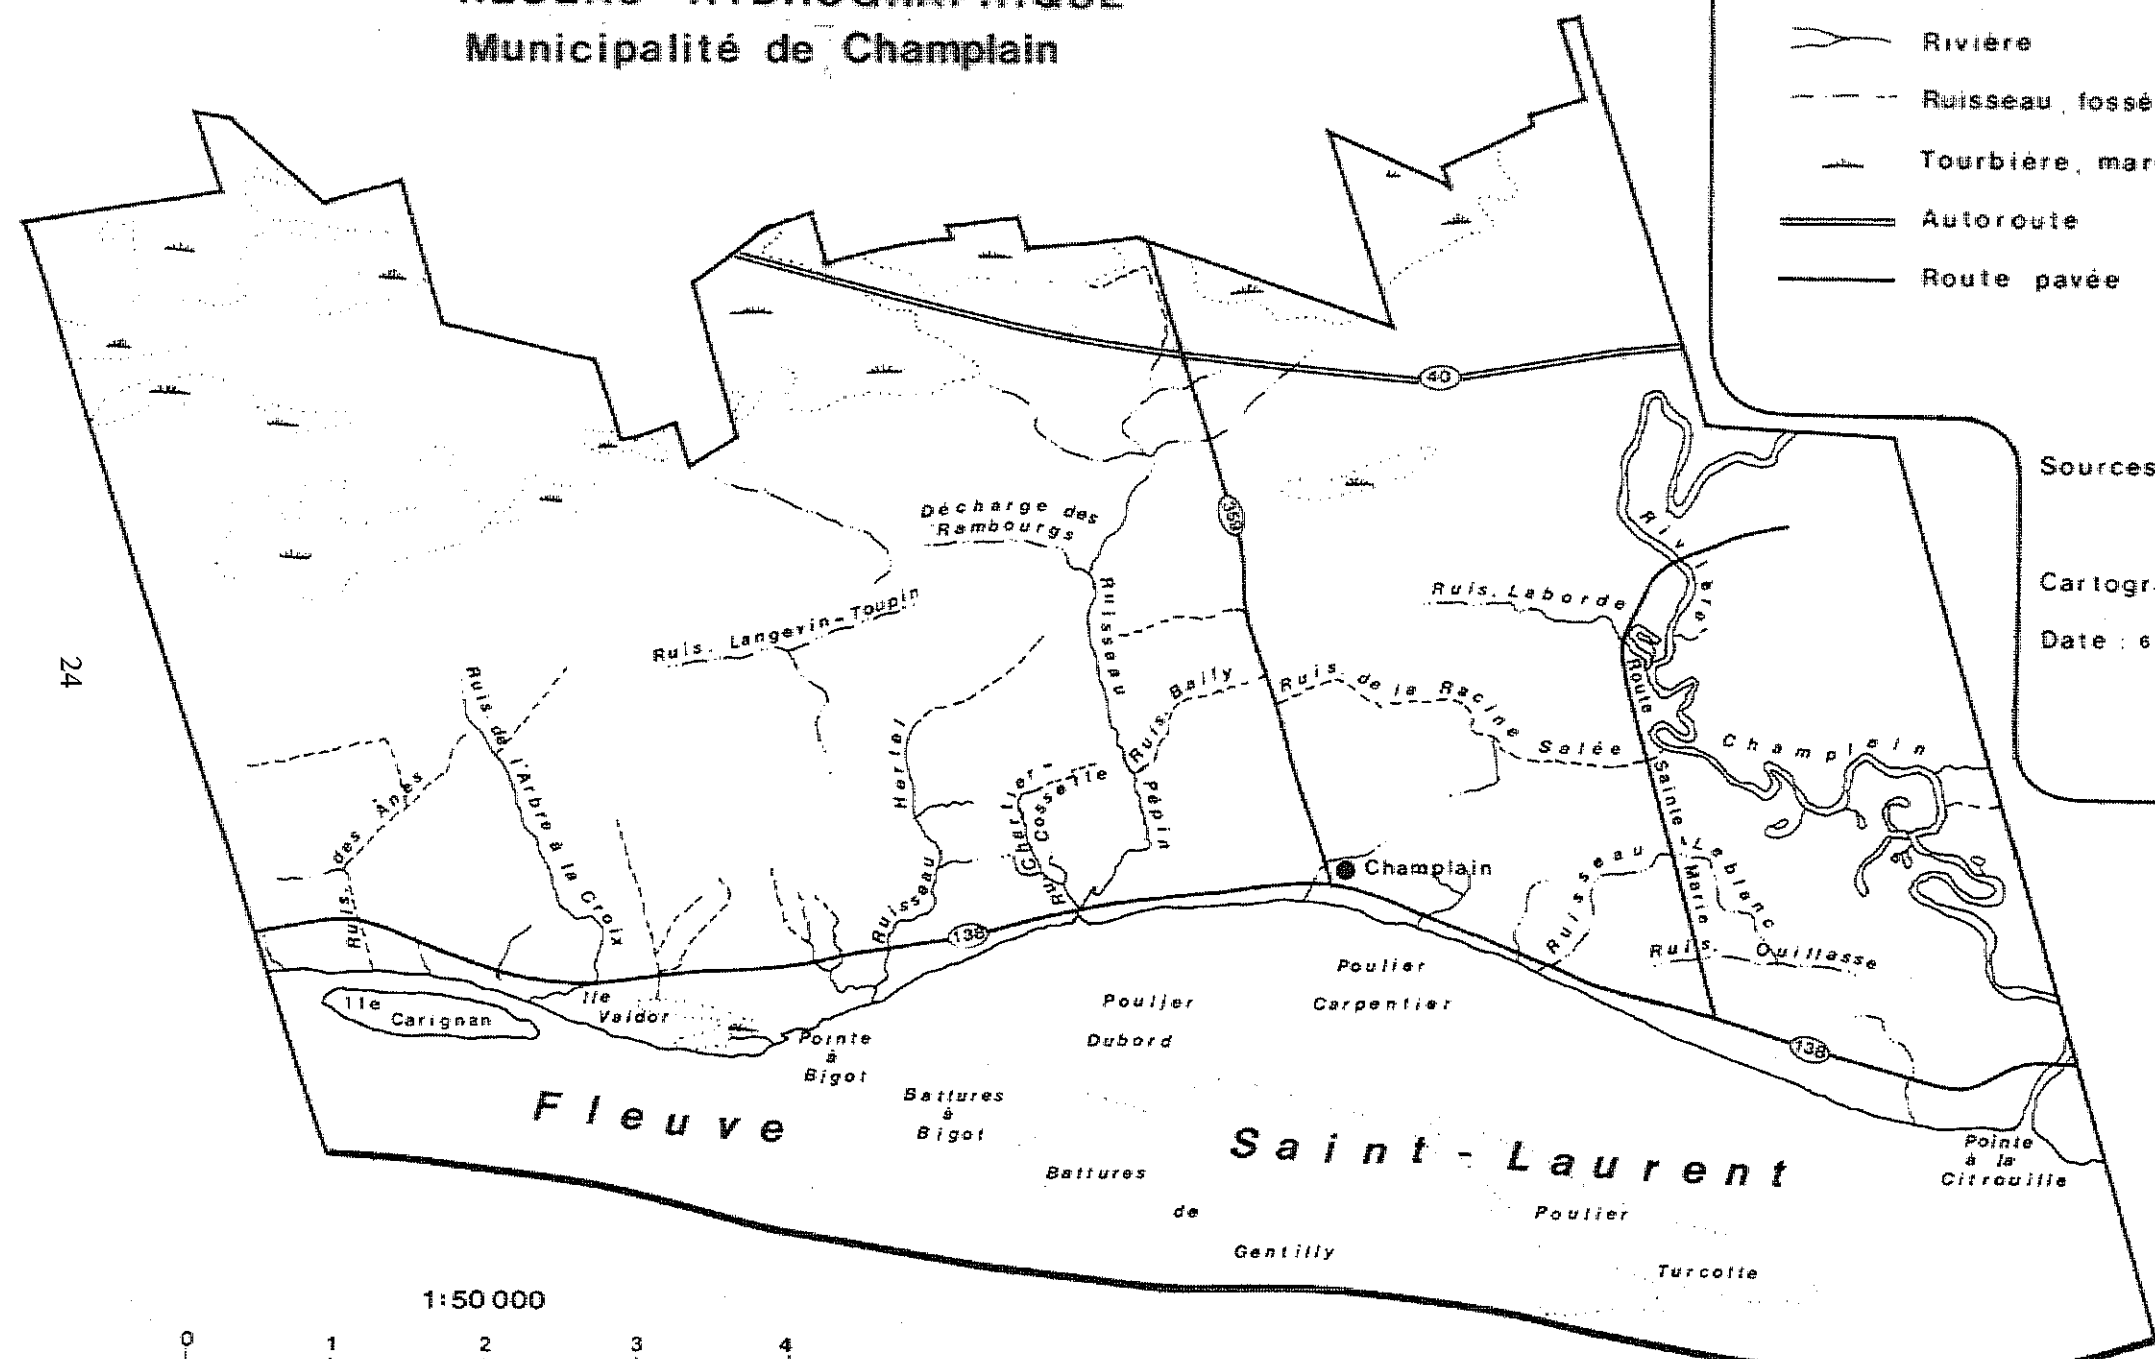 Municipalité de Champlain
Rivière
Ruisseau, fossé
Tourbière, mar
Autoroute
Route pavée
Sources
Cartogr
Date : 6
24
40
359
Décharge des
Rambourgs
Rivière
Champlain
Ruis. Laborde
Ruis. Langevin-Toupin
Ruisseau
Pépin
Ruis. Bailly
Ruis. de la Racine
Salée
Route
Sainte-
Marie
Ruis. de l'Arbre à la Croix
Ruis. des Ânes
Ruisseau Hertel
Ruis. Chartier-
Cossette
Champlain
Ruisseau Leblanc
Ruis. Ouillasse
138
138
Ile
Carignan
Ile
Valdor
Pointe
à
Bigot
Poulier
Dubord
Poulier
Carpentier
Battures
à
Bigot
Fleuve Saint-Laurent
Battures
de
Gentilly
Poulier
Turcotte
Pointe
à la
Citrouille
1:50 000
0 1 2 3 4